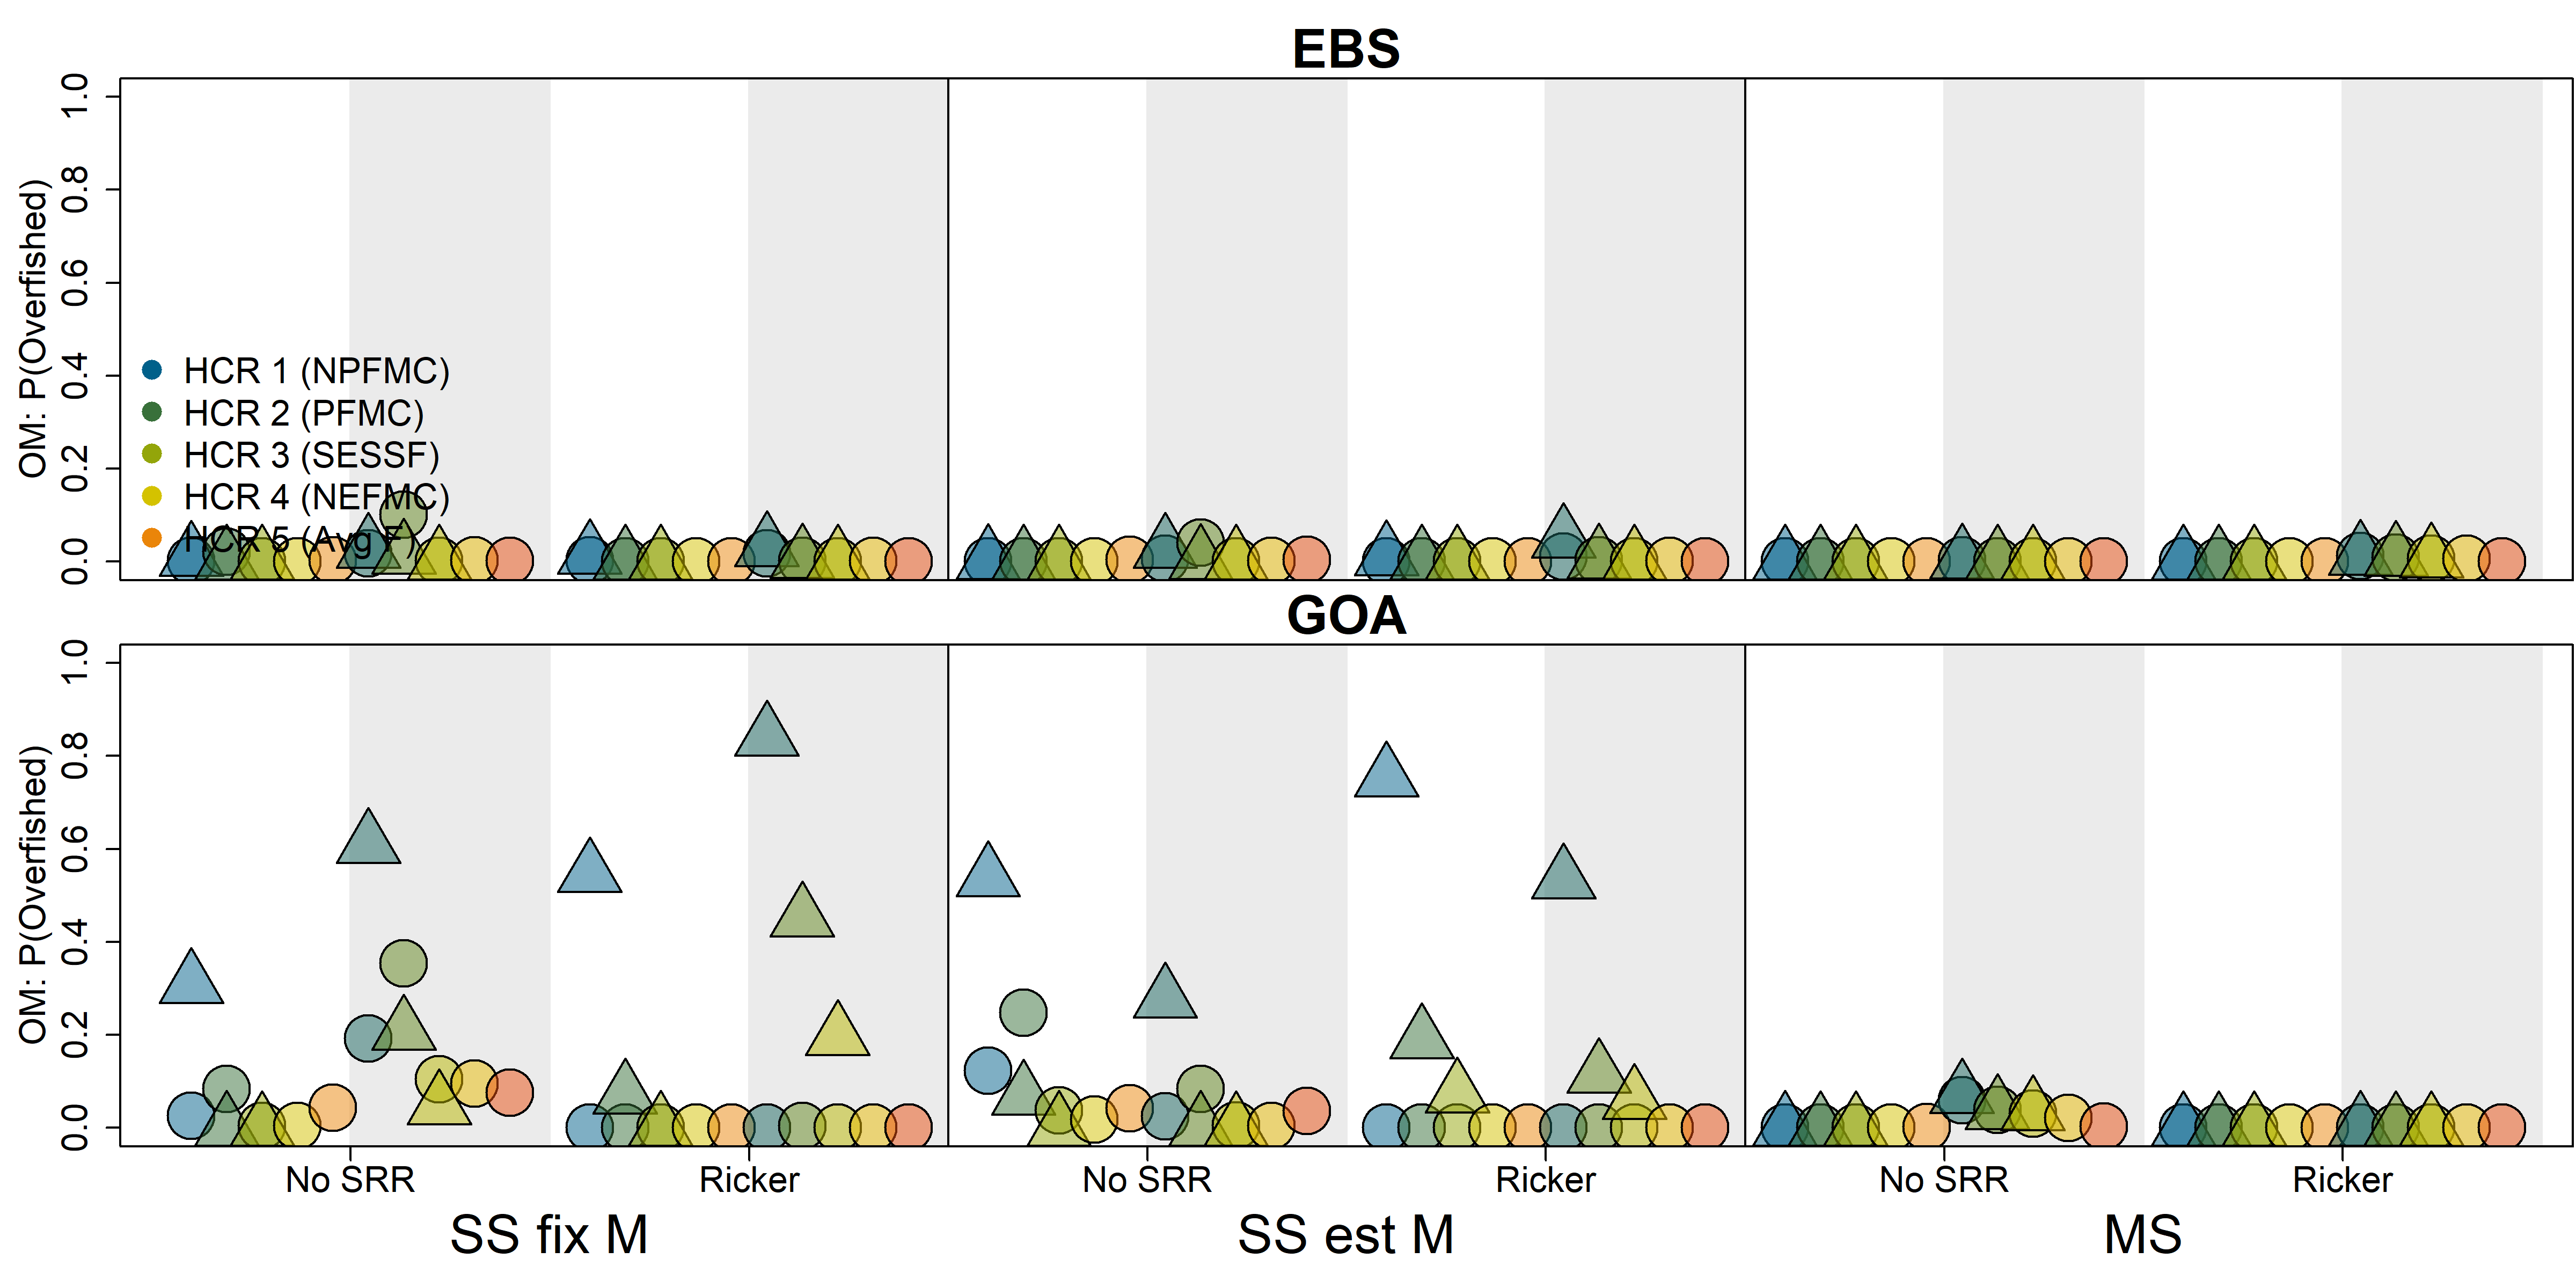 EBS
OM: P(Overfished)
1.0
0.8
0.6
0.4
0.2
0.0
HCR 1 (NPFMC)
HCR 2 (PFMC)
HCR 3 (SESSF)
HCR 4 (NEFMC)
HCR 5 (Avg F)
GOA
OM: P(Overfished)
1.0
0.8
0.6
0.4
0.2
0.0
No SRR Ricker No SRR Ricker No SRR Ricker
SS fix M SS est M MS